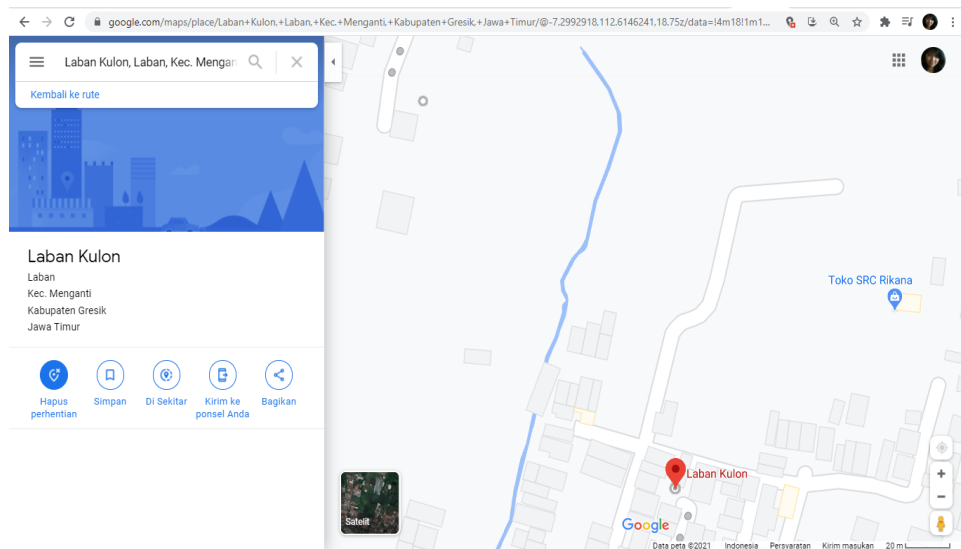 google.com/maps/place/Laban+Kulon,+Laban,+Kec.+Menganti,+Kabupaten+Gresik,+Jawa+Timur/@-7.2992918,112.6146241,18.75z/data=!4m18!1m1...
Laban Kulon, Laban, Kec. Mengan
Kembali ke rute
Laban Kulon
Laban
Kec. Menganti
Kabupaten Gresik
Jawa Timur
Hapus perhentian
Simpan
Di Sekitar
Kirim ke ponsel Anda
Bagikan
Toko SRC Rikana
Laban Kulon
Satelit
Google
Data peta ©2021 Indonesia Persyaratan Kirim masukan 20 m